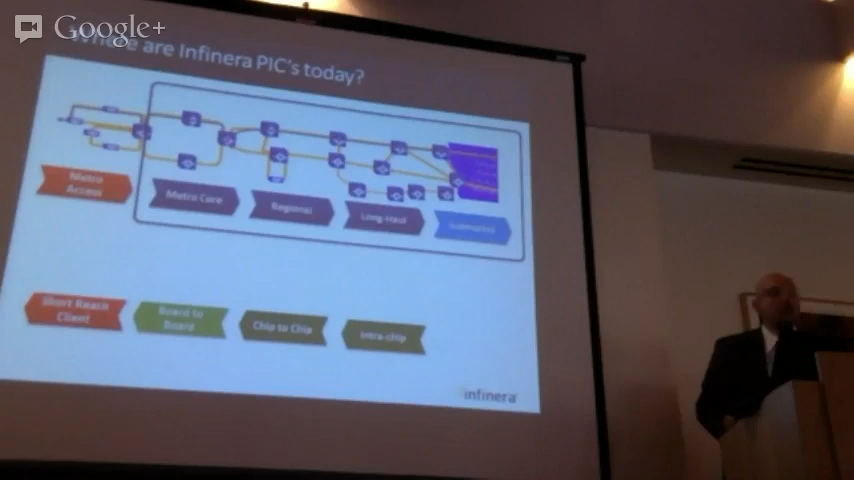 Google+
Where are Infinera PIC's today?
Metro
Access
Metro Core
Regional
Long-Haul
Submarine
Short Reach
Client
Board to
Board
Chip to Chip
Intra-chip
infinera